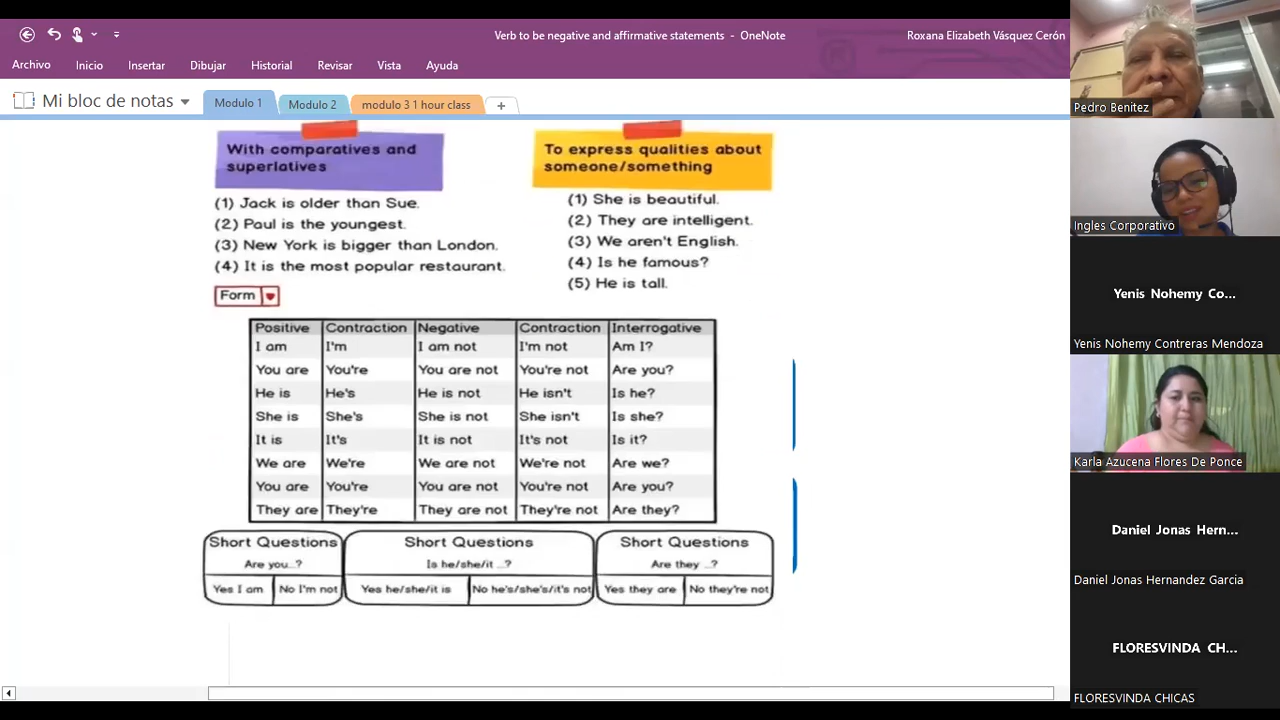 Verb to be negative and affirmative statements - OneNote
Roxana Elizabeth Vásquez Cerón
Archivo Inicio Insertar Dibujar Historial Revisar Vista Ayuda
Mi bloc de notas Modulo 1 Modulo 2 modulo 3 1 hour class +
With comparatives and
superlatives
(1) Jack is older than Sue.
(2) Paul is the youngest.
(3) New York is bigger than London.
(4) It is the most popular restaurant.
To express qualities about
someone/something
(1) She is beautiful.
(2) They are intelligent.
(3) We aren't English.
(4) Is he famous?
(5) He is tall.
Form
Positive Contraction Negative Contraction Interrogative
I am I'm I am not I'm not Am I?
You are You're You are not You're not Are you?
He is He's He is not He isn't Is he?
She is She's She is not She isn't Is she?
It is It's It is not It's not Is it?
We are We're We are not We're not Are we?
You are You're You are not You're not Are you?
They are They're They are not They're not Are they?
Short Questions
Are you...?
Yes I am No I'm not
Short Questions
Is he/she/it ...?
Yes he/she/it is No he's/she's/it's not
Short Questions
Are they ...?
Yes they are No they're not
Pedro Benitez
Ingles Corporativo
Yenis Nohemy Co...
Yenis Nohemy Contreras Mendoza
Karla Azucena Flores De Ponce
Daniel Jonas Hern...
Daniel Jonas Hernandez Garcia
FLORESVINDA CH...
FLORESVINDA CHICAS